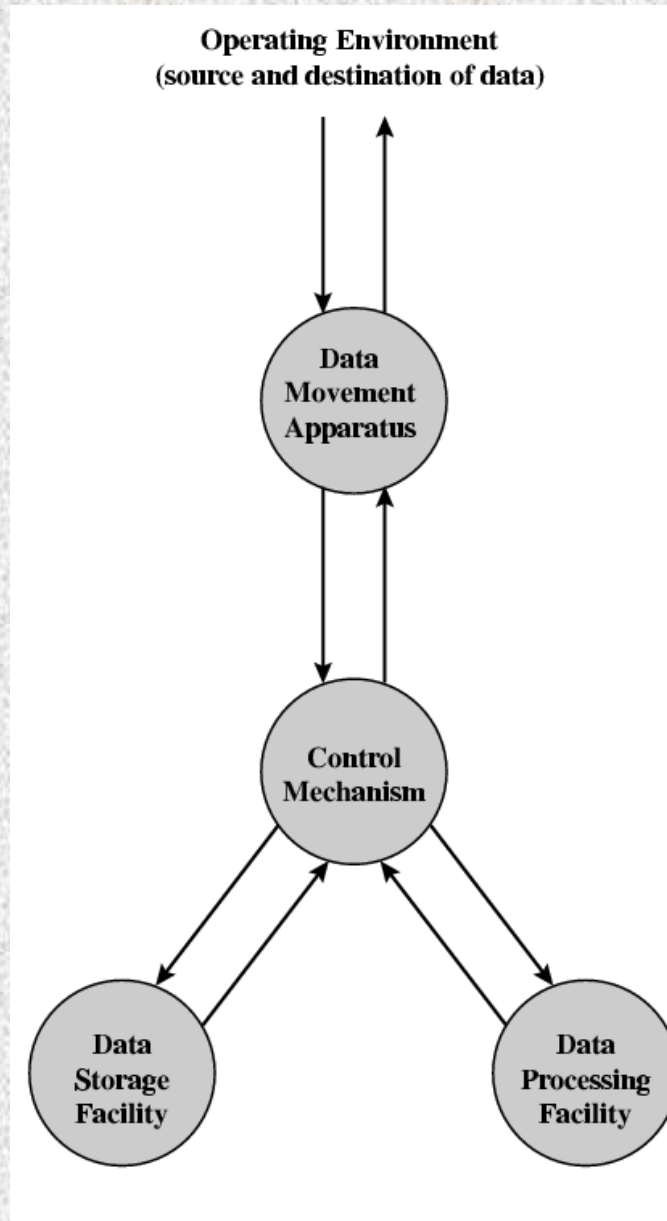 Operating Environment
(source and destination of data)
Data
Movement
Apparatus
Control
Mechanism
Data
Storage
Facility
Data
Processing
Facility